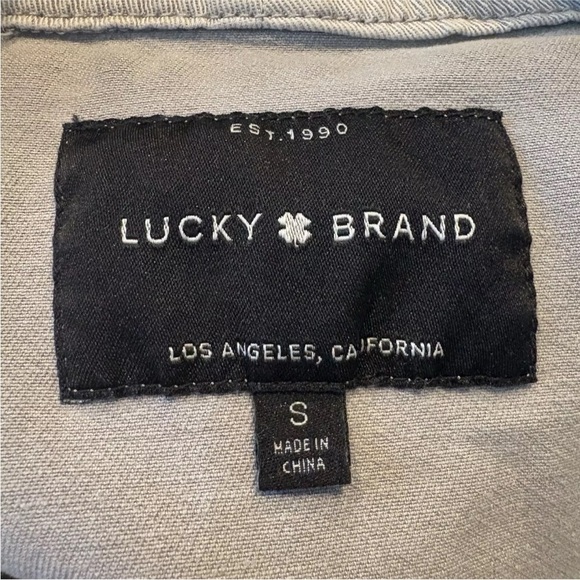 EST. 1990
LUCKY BRAND
LOS ANGELES, CALIFORNIA
S
MADE IN
CHINA